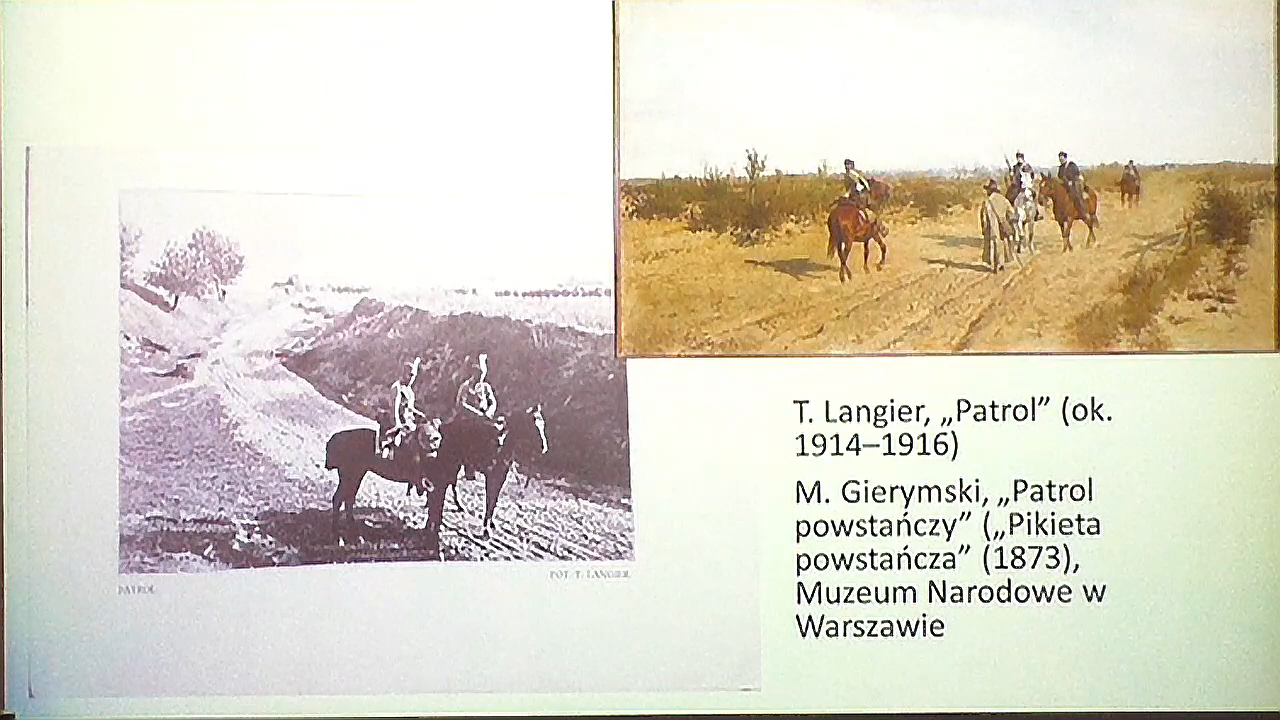 T. Langier, „Patrol” (ok.
1914–1916)
M. Gierymski, „Patrol
powstańczy” („Pikieta
powstańcza” (1873),
Muzeum Narodowe w
Warszawie
PATROL
FOT. T. LANGIER.